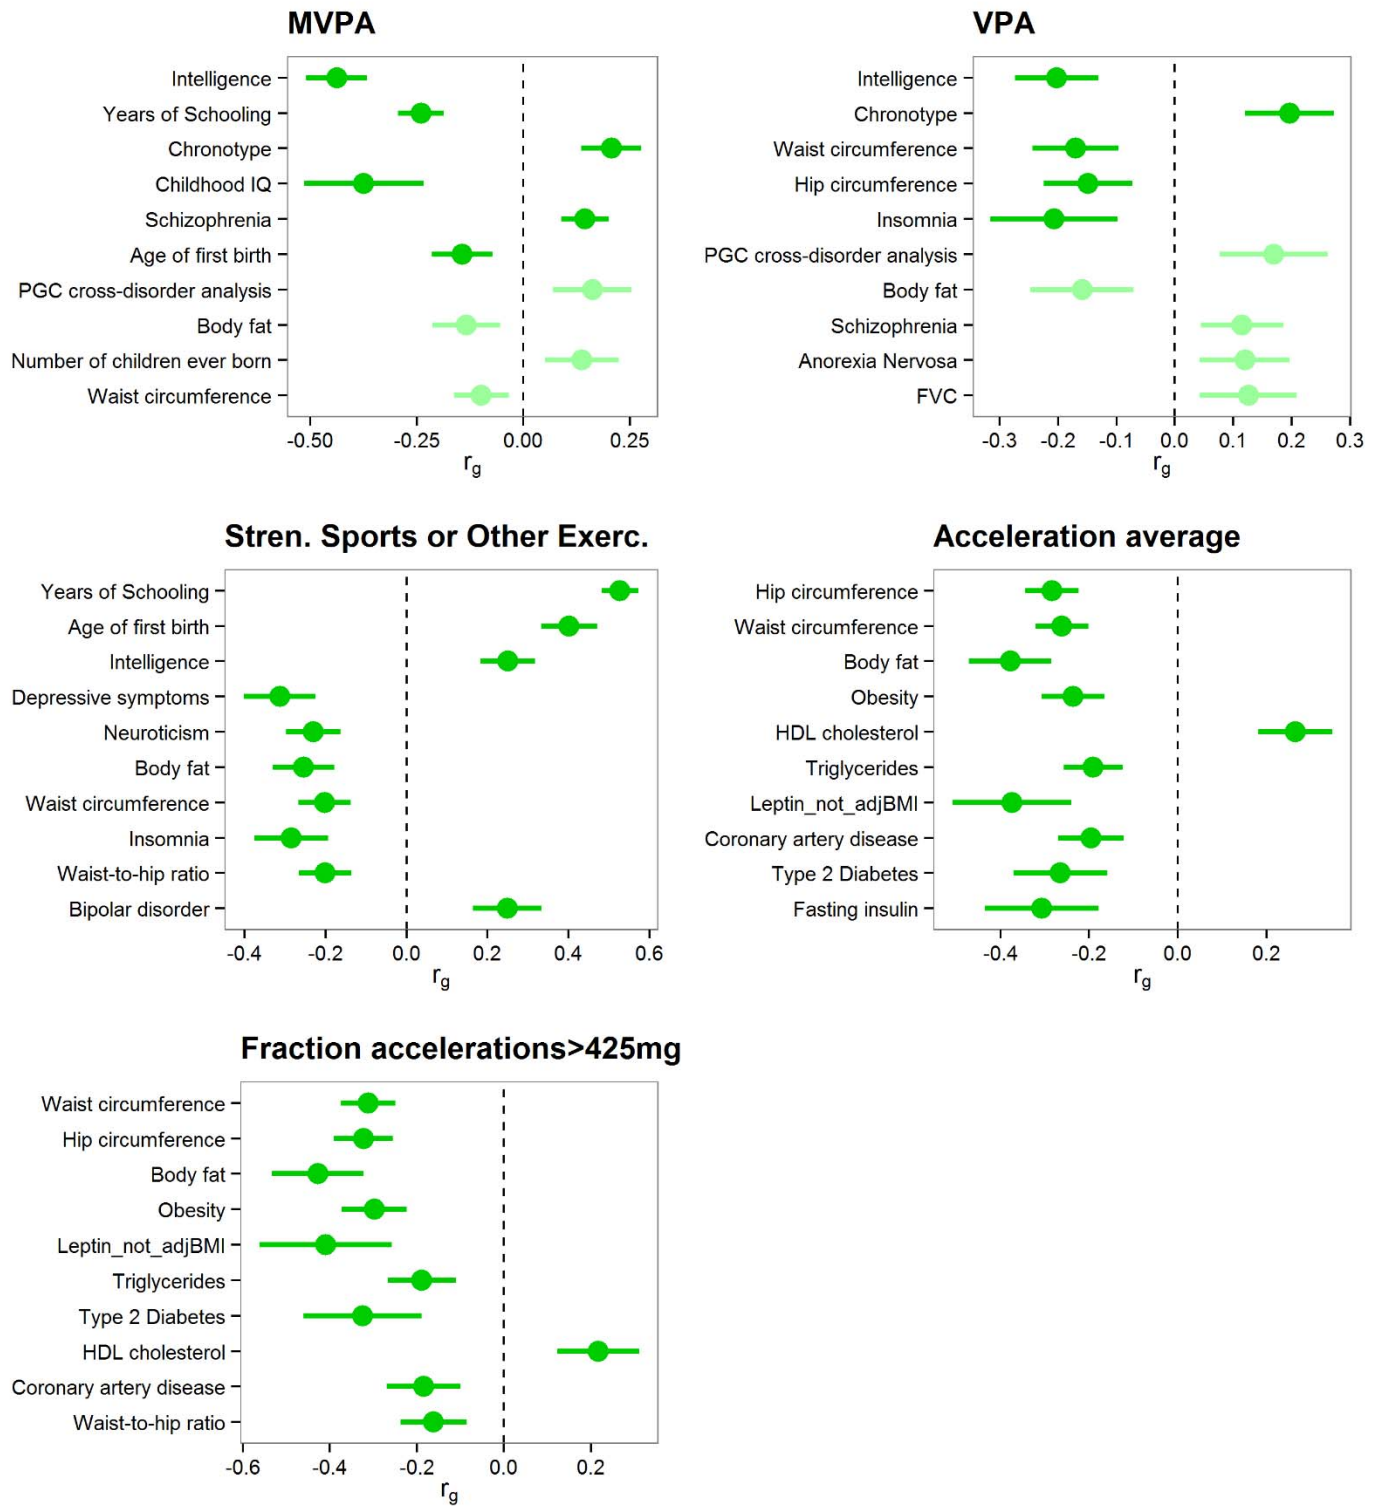 MVPA
Intelligence
Years of Schooling
Chronotype
Childhood IQ
Schizophrenia
Age of first birth
PGC cross-disorder analysis
Body fat
Number of children ever born
Waist circumference
-0.50 -0.25 0.00 0.25
rg
VPA
Intelligence
Chronotype
Waist circumference
Hip circumference
Insomnia
PGC cross-disorder analysis
Body fat
Schizophrenia
Anorexia Nervosa
FVC
-0.3 -0.2 -0.1 0.0 0.1 0.2 0.3
rg
Stren. Sports or Other Exerc.
Years of Schooling
Age of first birth
Intelligence
Depressive symptoms
Neuroticism
Body fat
Waist circumference
Insomnia
Waist-to-hip ratio
Bipolar disorder
-0.4 -0.2 0.0 0.2 0.4 0.6
rg
Acceleration average
Hip circumference
Waist circumference
Body fat
Obesity
HDL cholesterol
Triglycerides
Leptin_not_adjBMI
Coronary artery disease
Type 2 Diabetes
Fasting insulin
-0.4 -0.2 0.0 0.2
rg
Fraction accelerations>425mg
Waist circumference
Hip circumference
Body fat
Obesity
Leptin_not_adjBMI
Triglycerides
Type 2 Diabetes
HDL cholesterol
Coronary artery disease
Waist-to-hip ratio
-0.6 -0.4 -0.2 0.0 0.2
rg